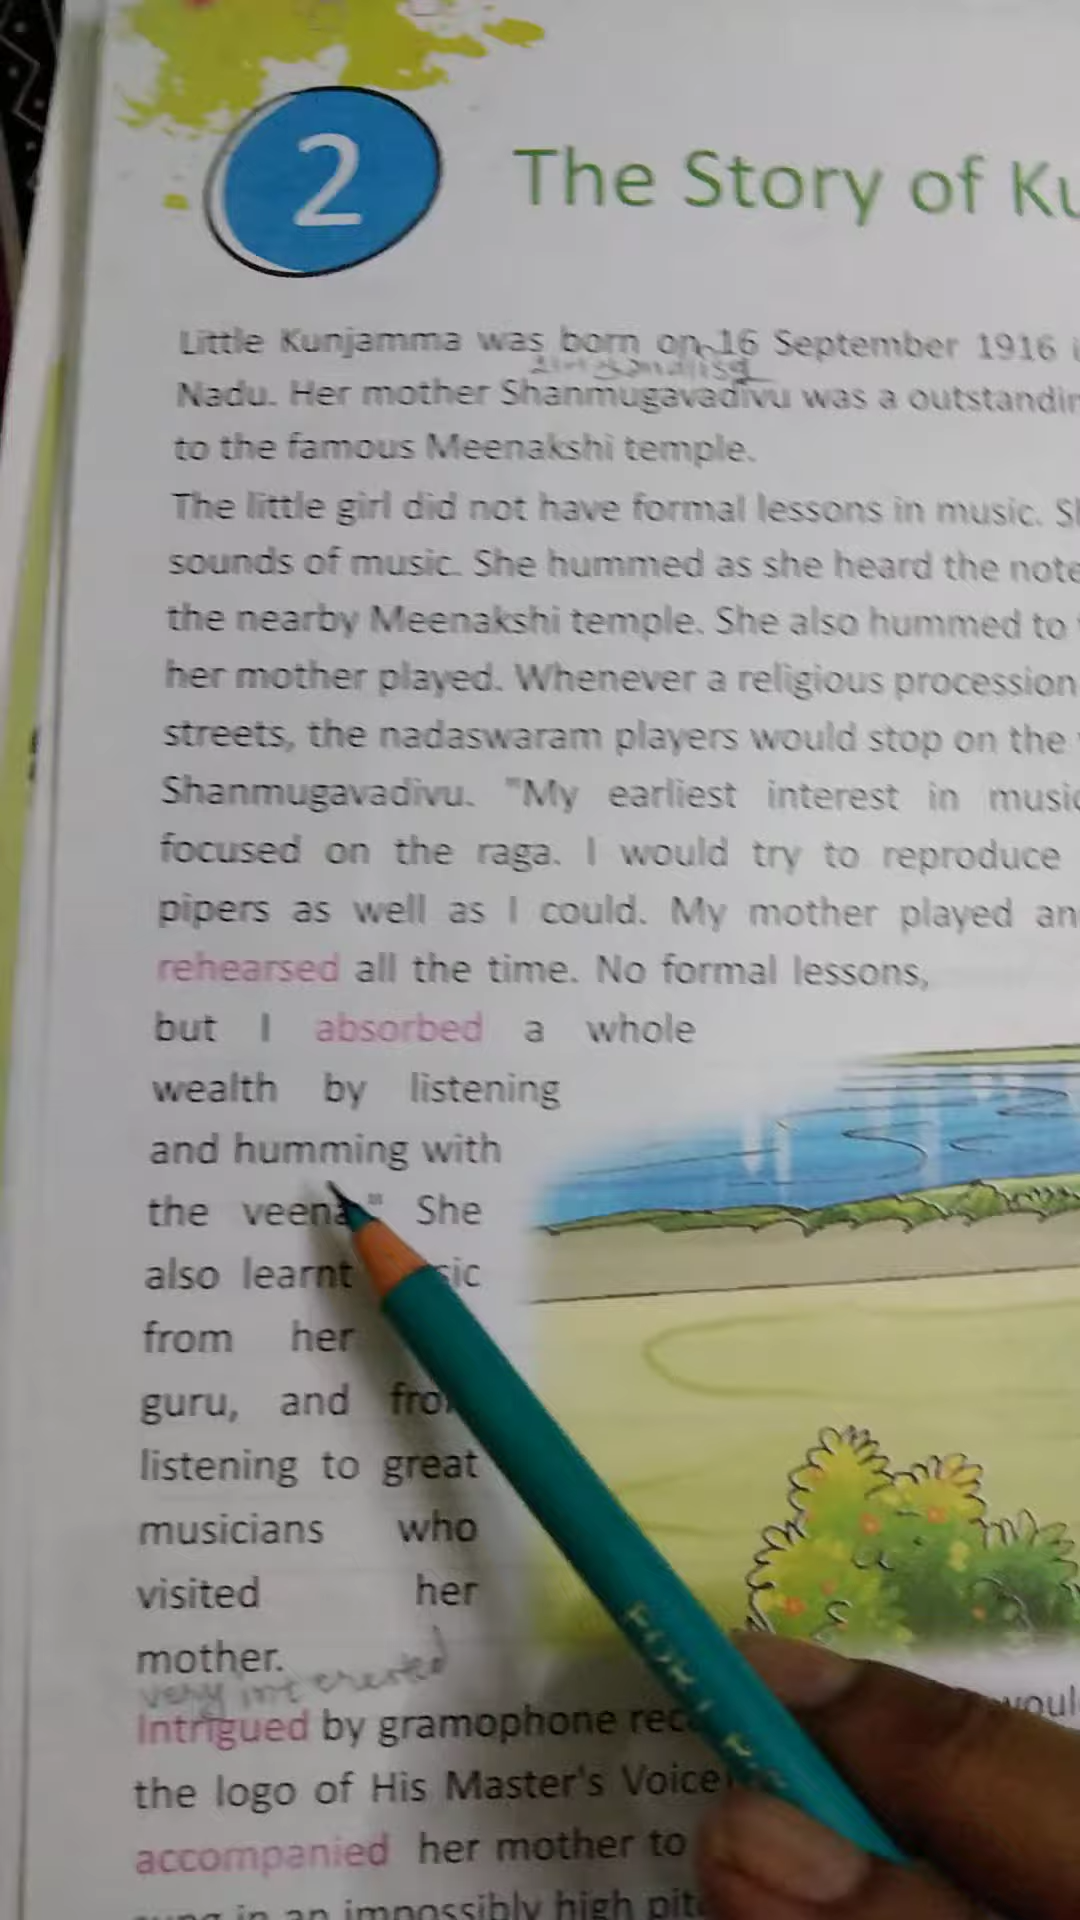 2
The Story of Ku
Little Kunjamma was born on 16 September 1916 i
Nadu. Her mother Shanmugavadivu was a outstandin
to the famous Meenakshi temple.
The little girl did not have formal lessons in music. Sh
sounds of music. She hummed as she heard the note
the nearby Meenakshi temple. She also hummed to
her mother played. Whenever a religious procession
streets, the nadaswaram players would stop on the
Shanmugavadivu. "My earliest interest in music
focused on the raga. I would try to reproduce
pipers as well as I could. My mother played an
rehearsed all the time. No formal lessons,
but I absorbed a whole
wealth by listening
and humming with
the veena" She
also learnt sic
from her
guru, and fro
listening to great
musicians who
visited her
mother.
very interested
Intrigued by gramophone rec would
the logo of His Master's Voice
accompanied her mother to
sung in an impossibly high pitc